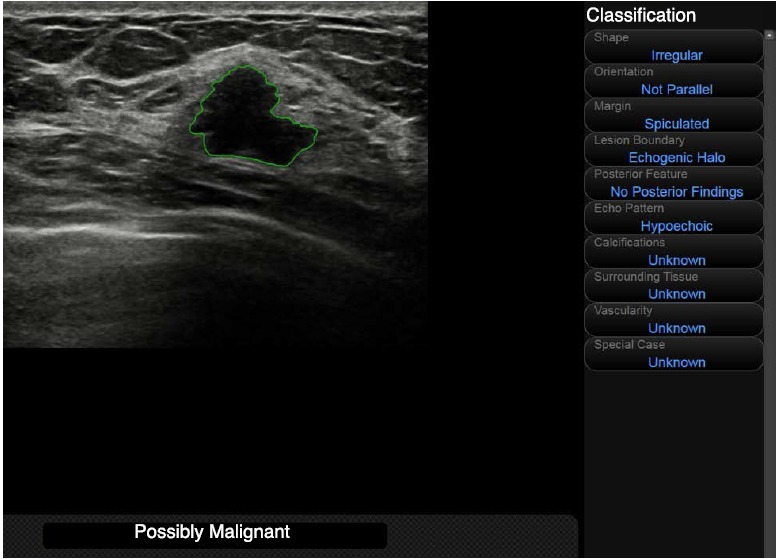 Classification
Shape
Irregular
Orientation
Not Parallel
Margin
Spiculated
Lesion Boundary
Echogenic Halo
Posterior Feature
No Posterior Findings
Echo Pattern
Hypoechoic
Calcifications
Unknown
Surrounding Tissue
Unknown
Vascularity
Unknown
Special Case
Unknown
Possibly Malignant